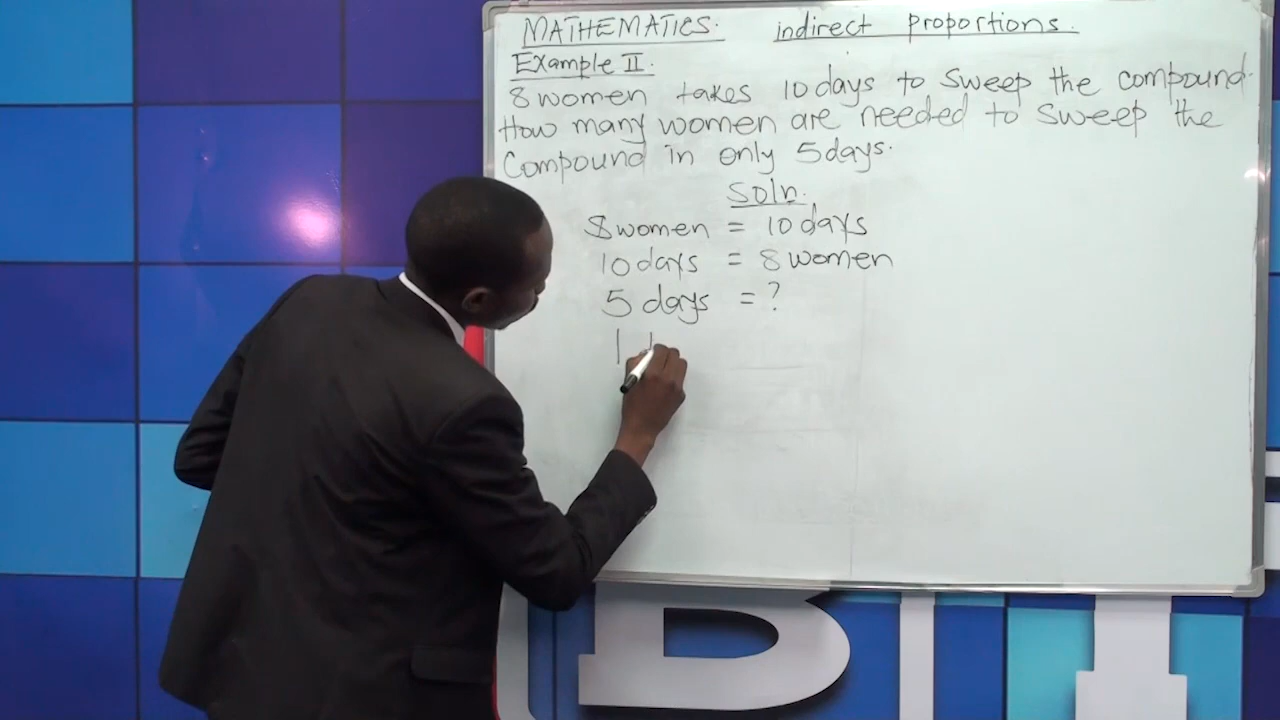 MATHEMATICS. indirect proportions.
Example II.
8 women takes 10 days to sweep the compound.
How many women are needed to sweep the
Compound in only 5 days.
Soln.
8 women = 10 days
10 days = 8 women
5 days = ?
1